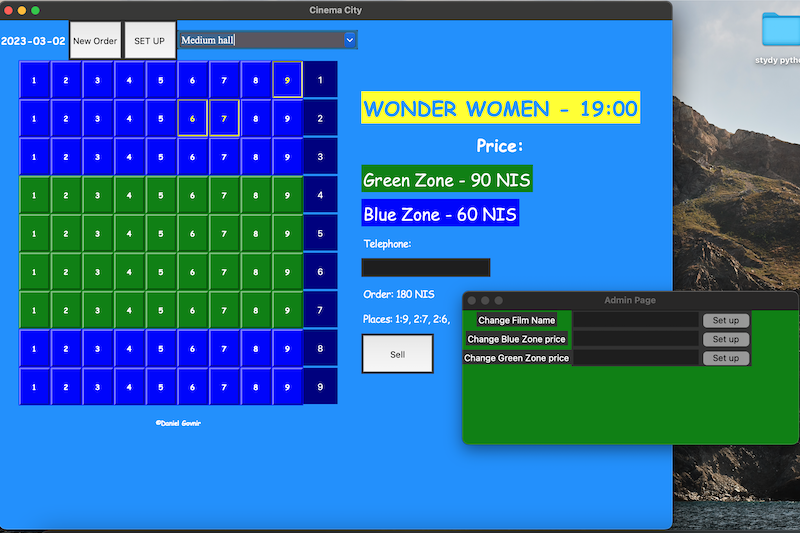 Cinema City
2023-03-02 New Order SET UP Medium hall
1 2 3 4 5 6 7 8 9 1
1 2 3 4 5 6 7 8 9 2
1 2 3 4 5 6 7 8 9 3
1 2 3 4 5 6 7 8 9 4
1 2 3 4 5 6 7 8 9 5
1 2 3 4 5 6 7 8 9 6
1 2 3 4 5 6 7 8 9 7
1 2 3 4 5 6 7 8 9 8
1 2 3 4 5 6 7 8 9 9
©Daniel Govnir
WONDER WOMEN - 19:00
Price:
Green Zone - 90 NIS
Blue Zone - 60 NIS
Telephone:
Order: 180 NIS
Places: 1:9, 2:7, 2:6,
Sell
Admin Page
Change Film Name Set up
Change Blue Zone price Set up
Change Green Zone price Set up